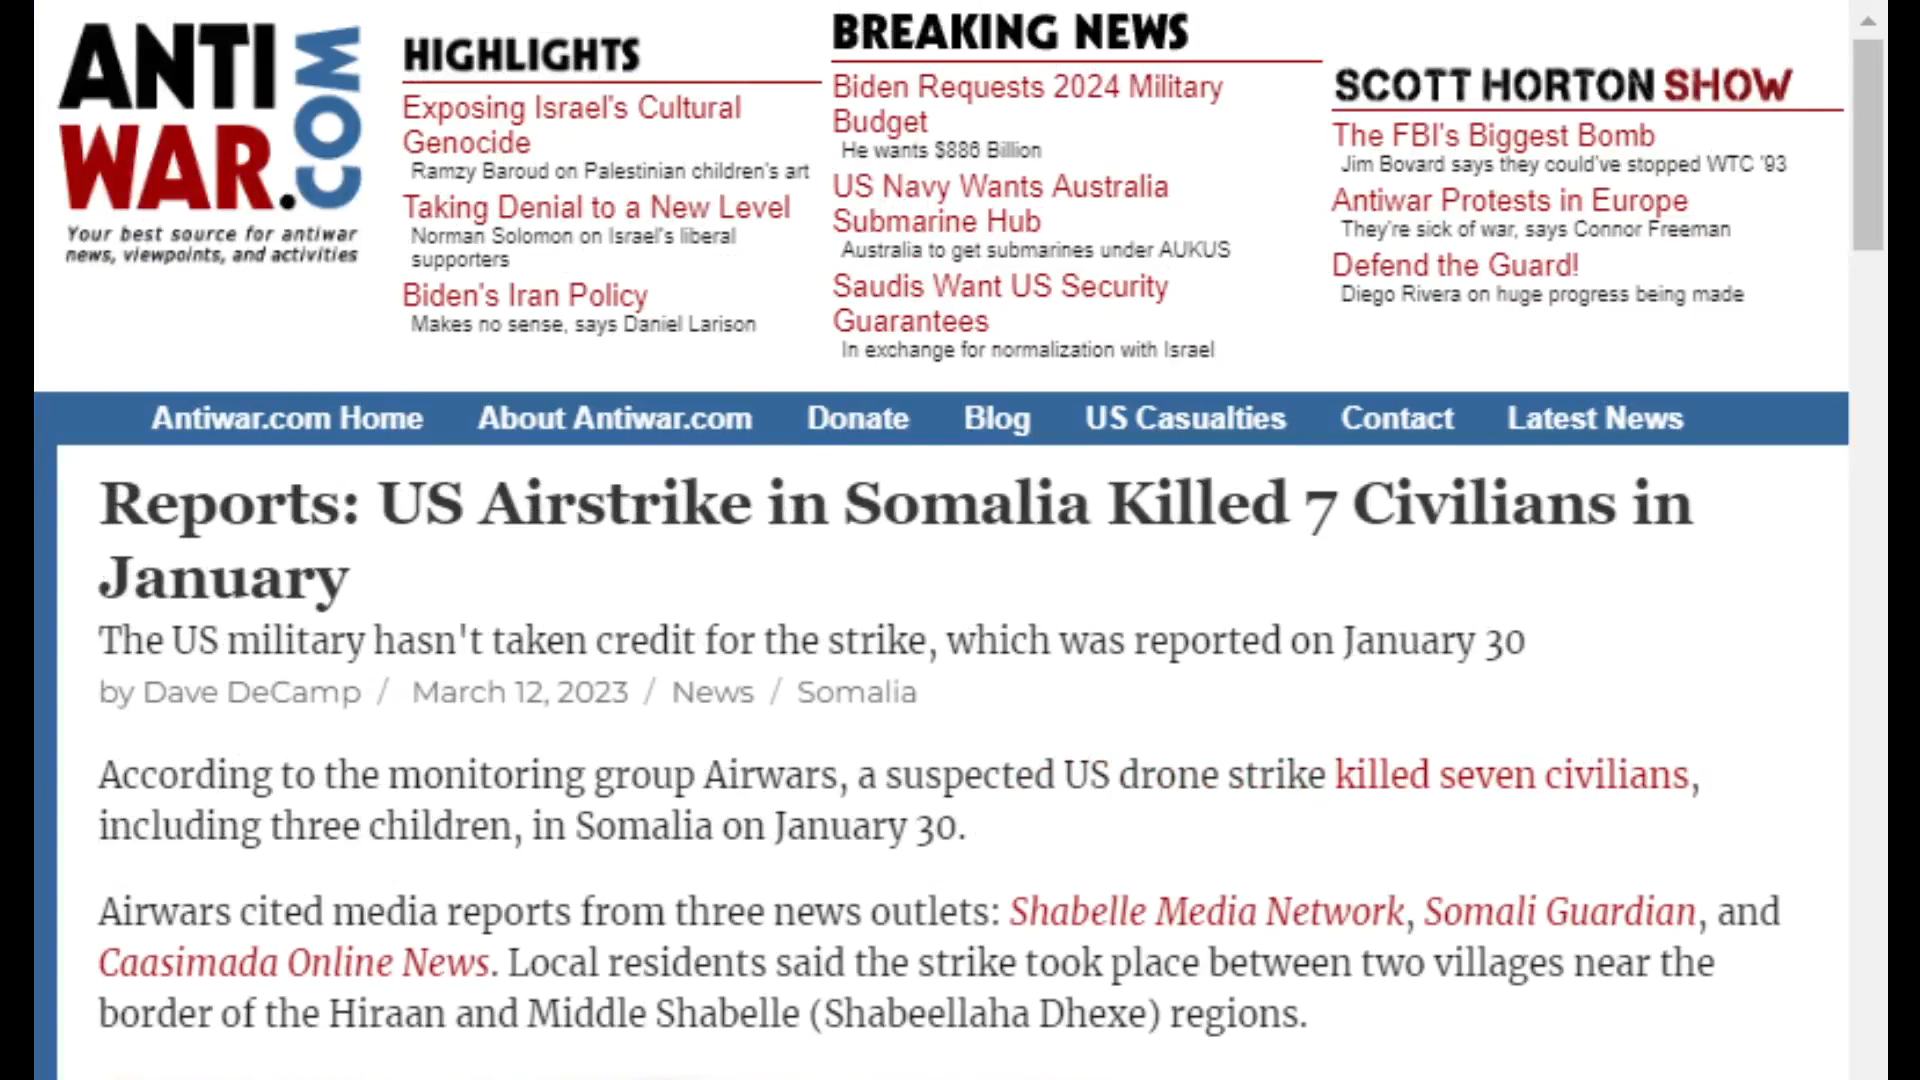 ANTI
WAR.COM
Your best source for antiwar
news, viewpoints, and activities
HIGHLIGHTS
Exposing Israel's Cultural
Genocide
Ramzy Baroud on Palestinian children's art
Taking Denial to a New Level
Norman Solomon on Israel's liberal
supporters
Biden's Iran Policy
Makes no sense, says Daniel Larison
BREAKING NEWS
Biden Requests 2024 Military
Budget
He wants $886 Billion
US Navy Wants Australia
Submarine Hub
Australia to get submarines under AUKUS
Saudis Want US Security
Guarantees
In exchange for normalization with Israel
SCOTT HORTON SHOW
The FBI's Biggest Bomb
Jim Bovard says they could've stopped WTC '93
Antiwar Protests in Europe
They're sick of war, says Connor Freeman
Defend the Guard!
Diego Rivera on huge progress being made
Antiwar.com Home About Antiwar.com Donate Blog US Casualties Contact Latest News
Reports: US Airstrike in Somalia Killed 7 Civilians in
January
The US military hasn't taken credit for the strike, which was reported on January 30
by Dave DeCamp / March 12, 2023 / News / Somalia
According to the monitoring group Airwars, a suspected US drone strike killed seven civilians,
including three children, in Somalia on January 30.
Airwars cited media reports from three news outlets: Shabelle Media Network, Somali Guardian, and
Caasimada Online News. Local residents said the strike took place between two villages near the
border of the Hiraan and Middle Shabelle (Shabeellaha Dhexe) regions.